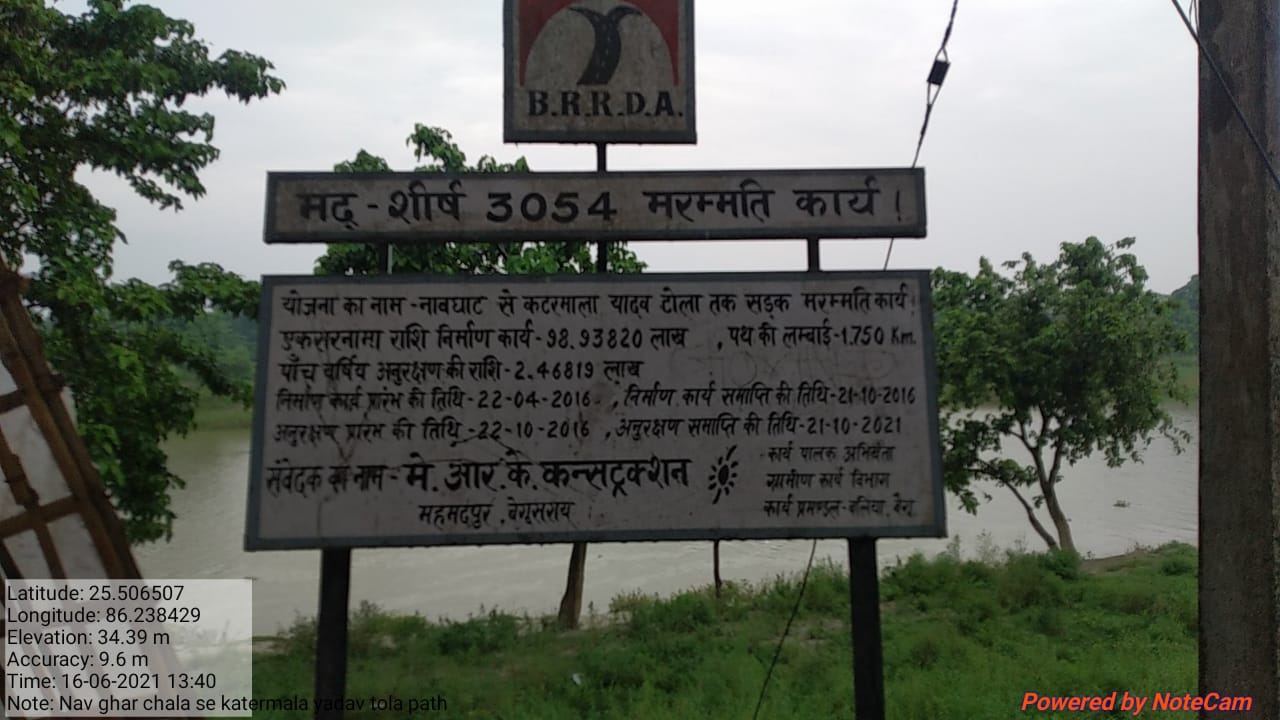 B.R.R.D.A.
मद्-शीर्ष 3054 मरम्मति कार्य।
योजना का नाम-नावघाट से कटरमाला यादव टोला तक सड़क मरम्मति कार्य।
एकरारनामा राशि निर्माण कार्य-98.93820 लाख , पथ की लम्बाई-1.750 Km.
पाँच वर्षिय अनुरक्षण की राशि-2.46819 लाख
निर्माण कार्य प्रारंभ की तिथि-22-04-2016. , निर्माण कार्य समाप्ति की तिथि-21-10-2016
अनुरक्षण प्रारंभ की तिथि-22-10-2016 , अनुरक्षण समाप्ति की तिथि-21-10-2021
संवेदक का नाम-मे. आर. के. कन्सट्रक्शन
महमदपुर, बेगूसराय
कार्य पालक अभियंता
ग्रामीण कार्य विभाग
कार्य प्रमण्डल-बलिया, बेगू.
Latitude: 25.506507
Longitude: 86.238429
Elevation: 34.39 m
Accuracy: 9.6 m
Time: 16-06-2021 13:40
Note: Nav ghar chala se katermala yadav tola path
Powered by NoteCam